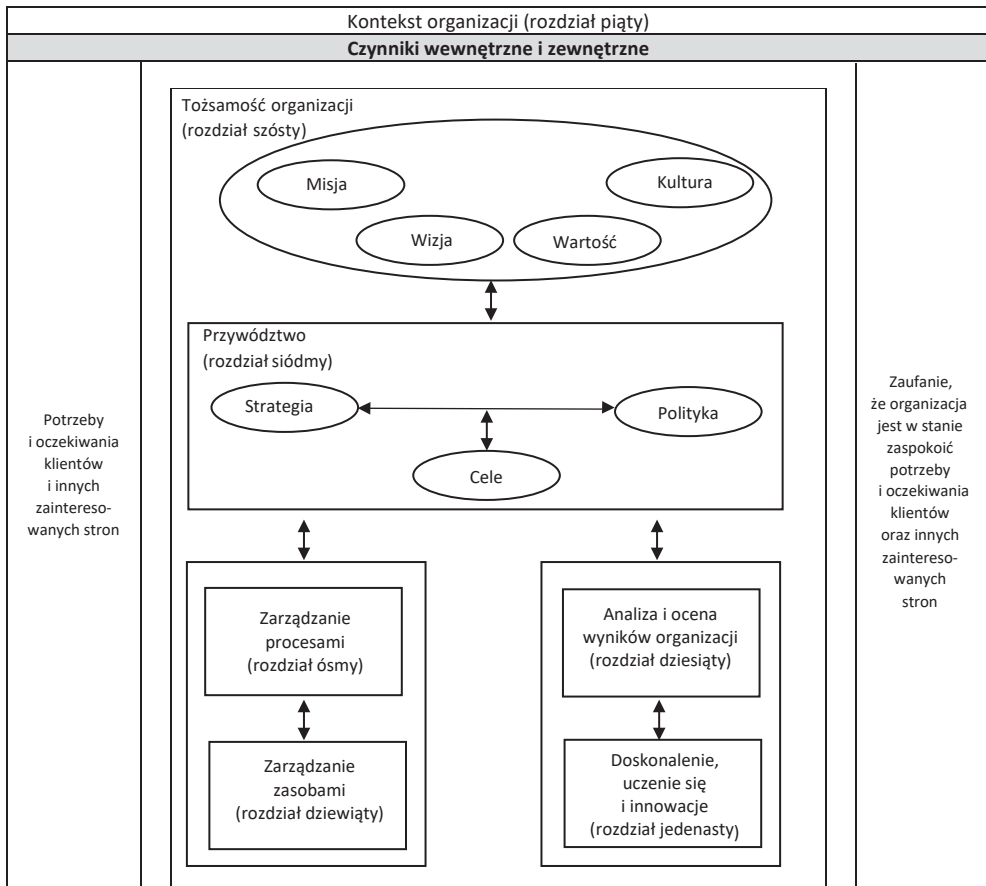 Kontekst organizacji (rozdział piąty)
Czynniki wewnętrzne i zewnętrzne
Potrzeby
i oczekiwania
klientów
i innych
zaintereso-
wanych stron
Tożsamość organizacji
(rozdział szósty)
Misja
Kultura
Wizja
Wartość
Przywództwo
(rozdział siódmy)
Strategia
Polityka
Cele
Zarządzanie
procesami
(rozdział ósmy)
Zarządzanie
zasobami
(rozdział dziewiąty)
Analiza i ocena
wyników organizacji
(rozdział dziesiąty)
Doskonalenie,
uczenie się
i innowacje
(rozdział jedenasty)
Zaufanie,
że organizacja
jest w stanie
zaspokoić
potrzeby
i oczekiwania
klientów
oraz innych
zaintereso-
wanych
stron